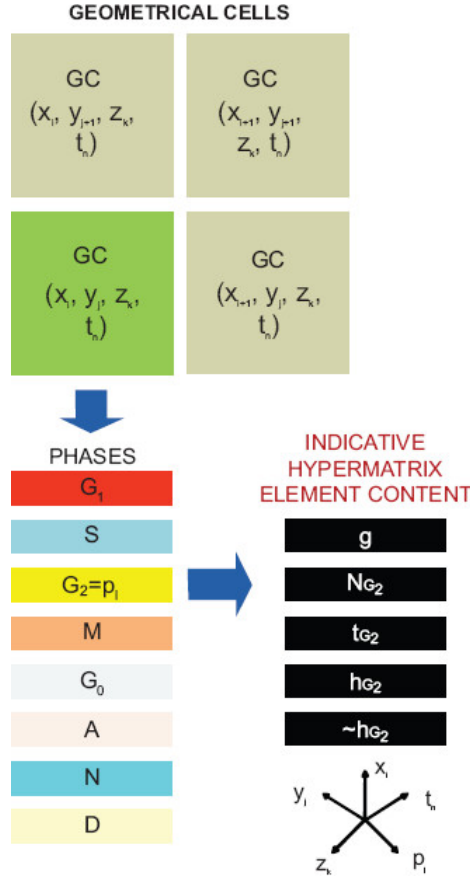 GEOMETRICAL CELLS
GC
(xᵢ, yⱼ₊₁, zₖ,
tₙ)
GC
(xᵢ₊₁, yⱼ₊₁,
zₖ, tₙ)
GC
(xᵢ, yⱼ, zₖ,
tₙ)
GC
(xᵢ₊₁, yⱼ, zₖ,
tₙ)
PHASES
G₁
S
G₂=pₗ
M
G₀
A
N
D
INDICATIVE
HYPERMATRIX
ELEMENT CONTENT
g
NG2
tG2
hG2
~hG2
xᵢ
yⱼ
tₙ
zₖ
pₗ